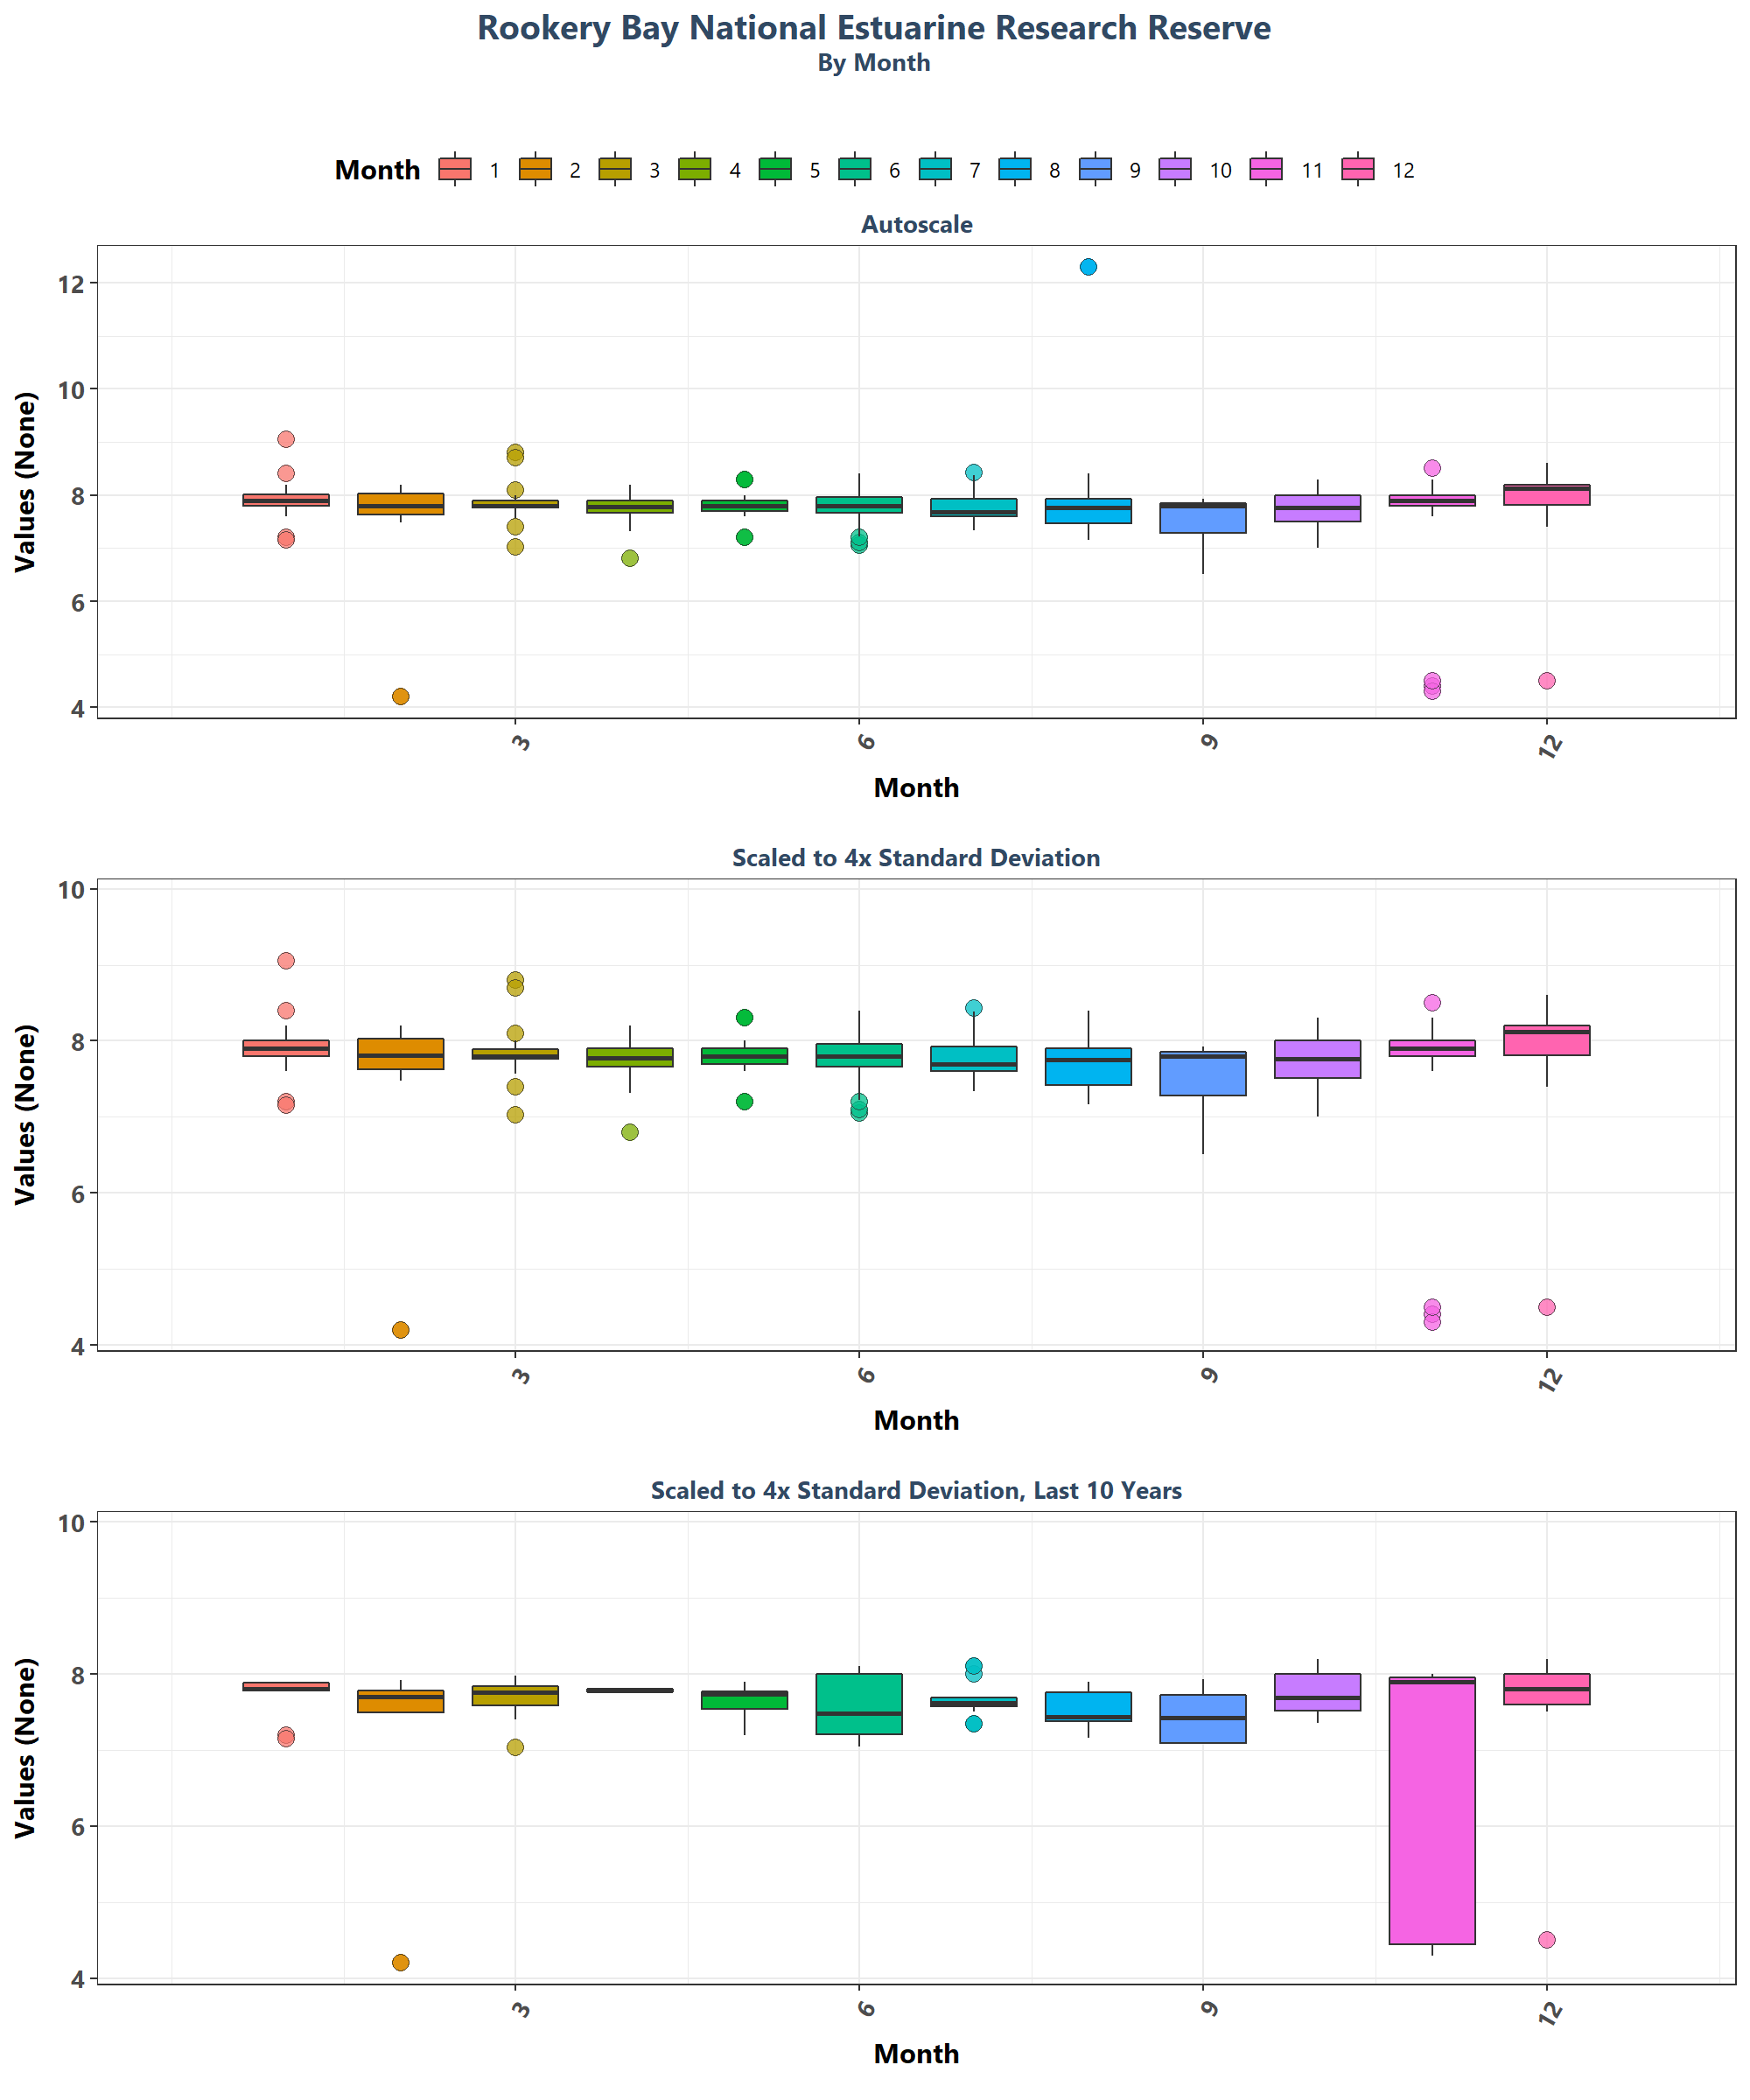 Rookery Bay National Estuarine Research Reserve
By Month
Month 1 2 3 4 5 6 7 8 9 10 11 12
Autoscale
Values (None)
12
10
8
6
4
3 6 9 12
Month
Scaled to 4x Standard Deviation
Values (None)
10
8
6
4
3 6 9 12
Month
Scaled to 4x Standard Deviation, Last 10 Years
Values (None)
10
8
6
4
3 6 9 12
Month